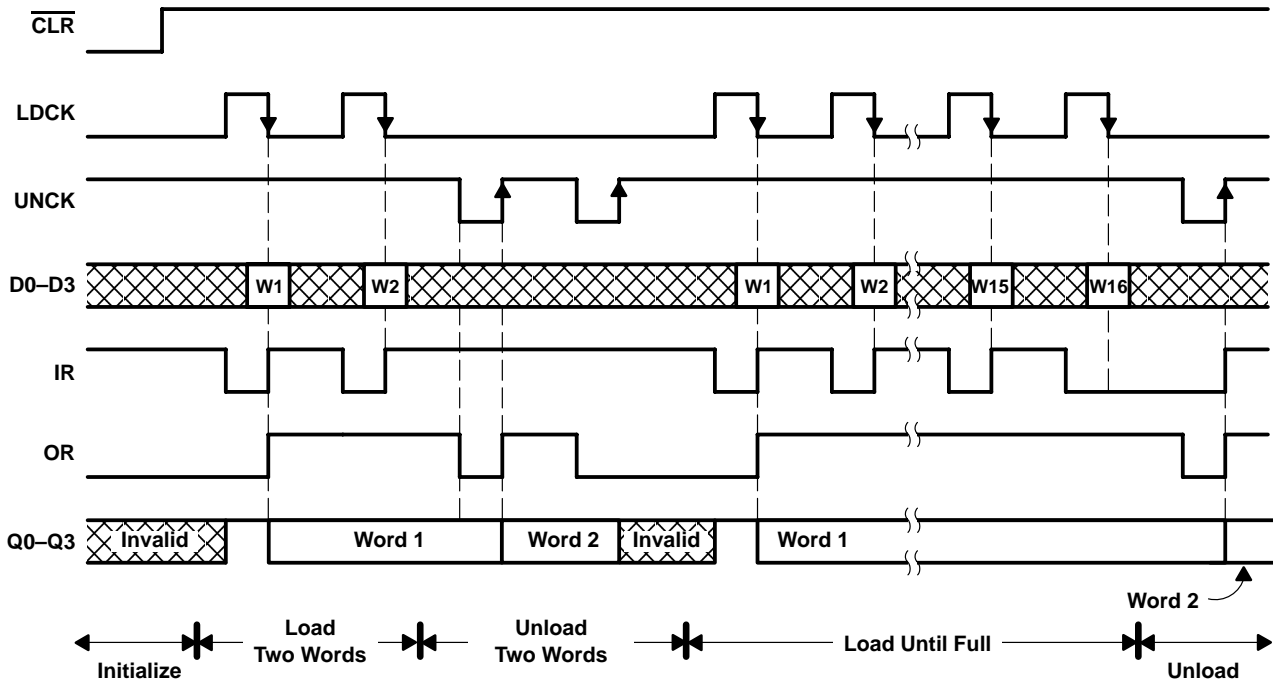 CLR
LDCK
UNCK
D0–D3 W1 W2 W1 W2 W15 W16
IR
OR
Q0–Q3 Invalid Word 1 Word 2 Invalid Word 1
Word 2
Initialize
Load
Two Words
Unload
Two Words
Load Until Full
Unload